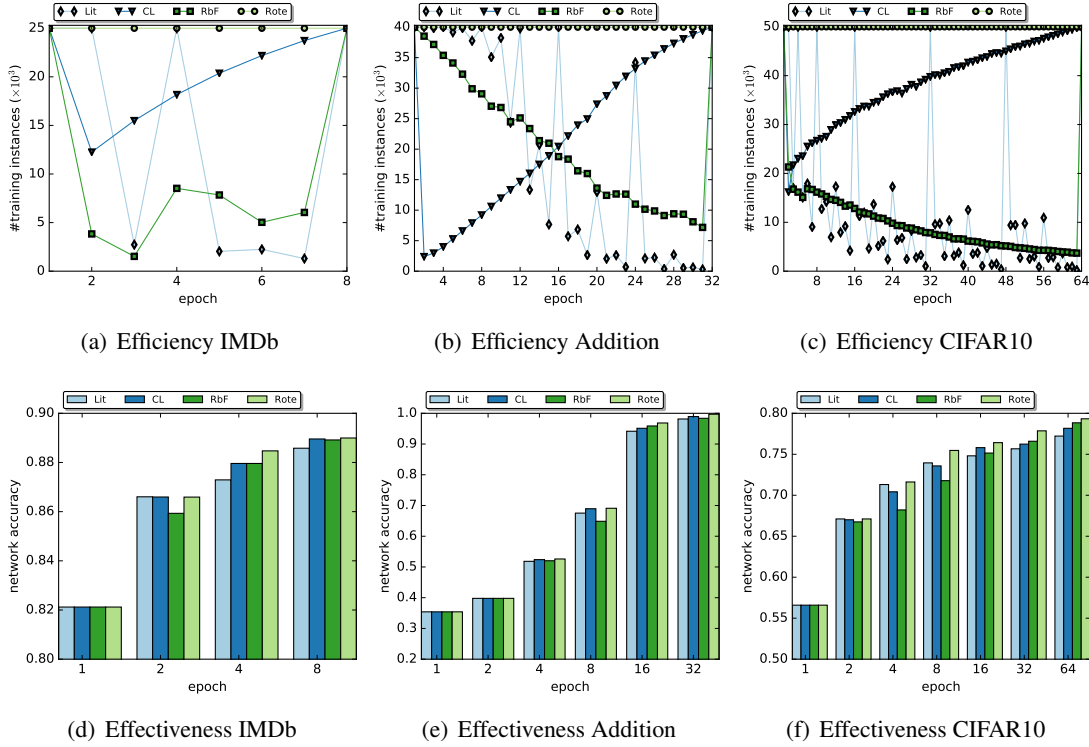 Lit CL RbF Rote
#training instances (×10³)
25
20
15
10
5
0
2 4 6 8
epoch
(a) Efficiency IMDb
Lit CL RbF Rote
#training instances (×10³)
40
35
30
25
20
15
10
5
0
4 8 12 16 20 24 28 32
epoch
(b) Efficiency Addition
Lit CL RbF Rote
#training instances (×10³)
50
40
30
20
10
0
8 16 24 32 40 48 56 64
epoch
(c) Efficiency CIFAR10
Lit CL RbF Rote
network accuracy
0.90
0.88
0.86
0.84
0.82
0.80
1 2 4 8
epoch
(d) Effectiveness IMDb
Lit CL RbF Rote
network accuracy
1.0
0.9
0.8
0.7
0.6
0.5
0.4
0.3
0.2
1 2 4 8 16 32
epoch
(e) Effectiveness Addition
Lit CL RbF Rote
network accuracy
0.80
0.75
0.70
0.65
0.60
0.55
0.50
1 2 4 8 16 32 64
epoch
(f) Effectiveness CIFAR10